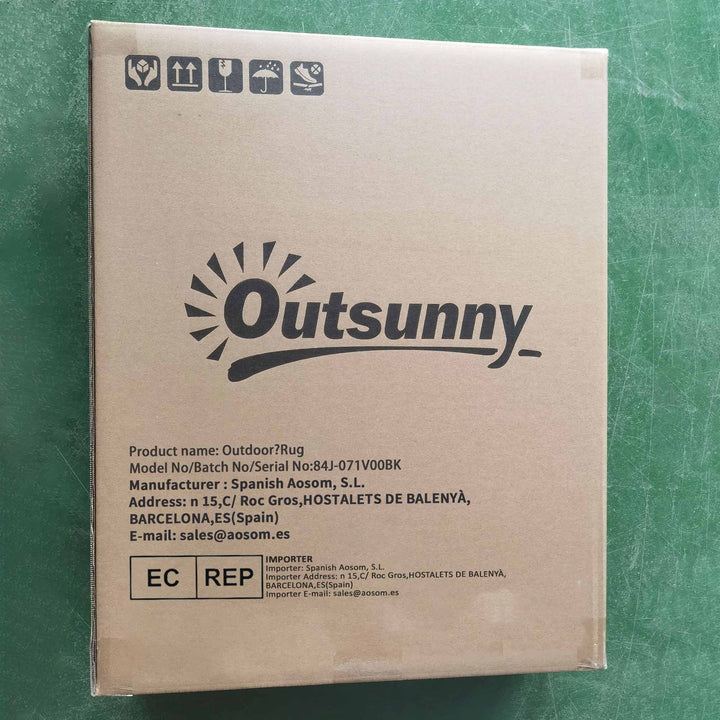 Outsunny
Product name: Outdoor?Rug
Model No/Batch No/Serial No:84J-071V00BK
Manufacturer : Spanish Aosom, S.L.
Address: n 15,C/ Roc Gros,HOSTALETS DE BALENYÀ,
BARCELONA,ES(Spain)
E-mail: sales@aosom.es
EC REP
IMPORTER
Importer: Spanish Aosom, S.L.
Importer Address: n 15,C/ Roc Gros,HOSTALETS DE BALENYÀ,
BARCELONA,ES(Spain)
Importer E-mail: sales@aosom.es